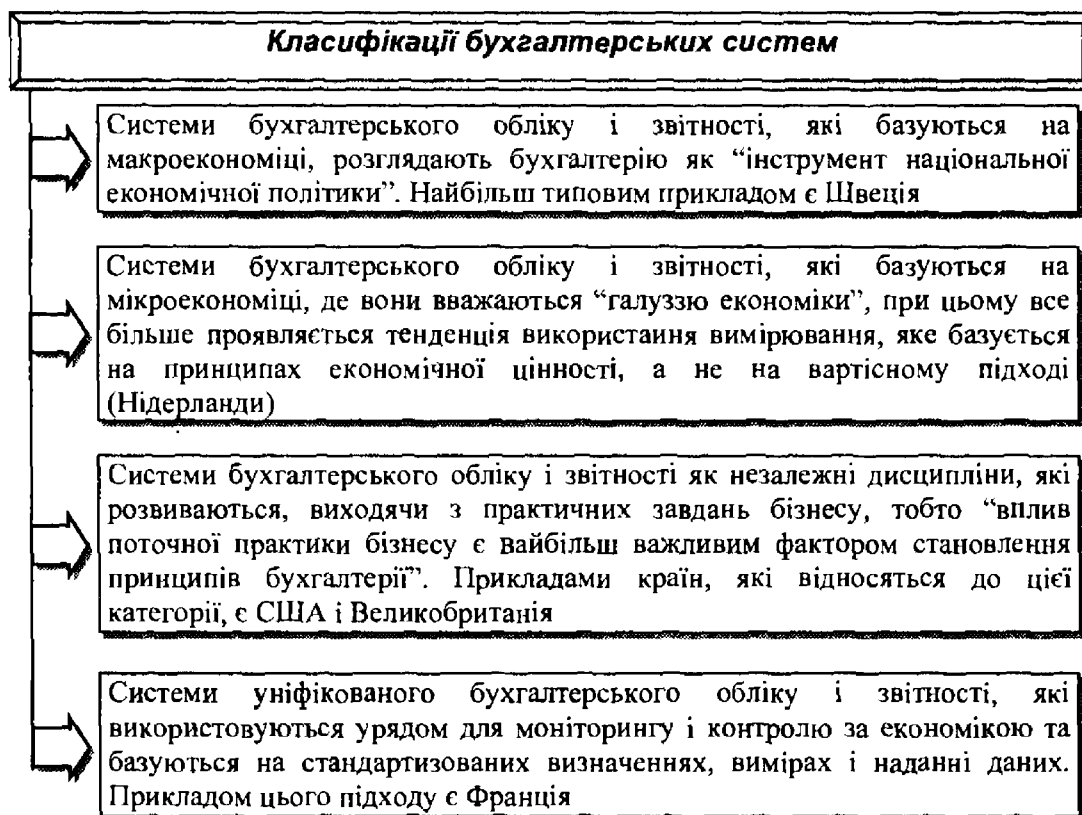 Класифікації бухгалтерських систем
Системи бухгалтерського обліку і звітності, які базуються на
макроекономіці, розглядають бухгалтерію як “інструмент національної
економічної політики”. Найбільш типовим прикладом є Швеція
Системи бухгалтерського обліку і звітності, які базуються на
мікроекономіці, де вони вважаються “галуззю економіки”, при цьому все
більше проявляється тенденція використання вимірювання, яке базується
на принципах економічної цінності, а не на вартісному підході
(Нідерланди)
Системи бухгалтерського обліку і звітності як незалежні дисципліни, які
розвиваються, виходячи з практичних завдань бізнесу, тобто “вплив
поточної практики бізнесу є вайбільш важливим фактором становлення
принципів бухгалтерії”. Прикладами країн, які відносяться до цієї
категорії, є США і Великобританія
Системи уніфікованого бухгалтерського обліку і звітності, які
використовуються урядом для моніторингу і контролю за економікою та
базуються на стандартизованих визначеннях, вимірах і наданні даних.
Прикладом цього підходу є Франція